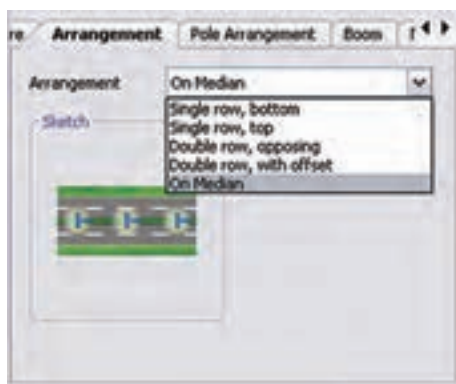 re Arrangement Pole Arrangement Boom
Arrangement On Median
Single row, bottom
Single row, top
Double row, opposing
Double row, with offset
On Median
Sketch